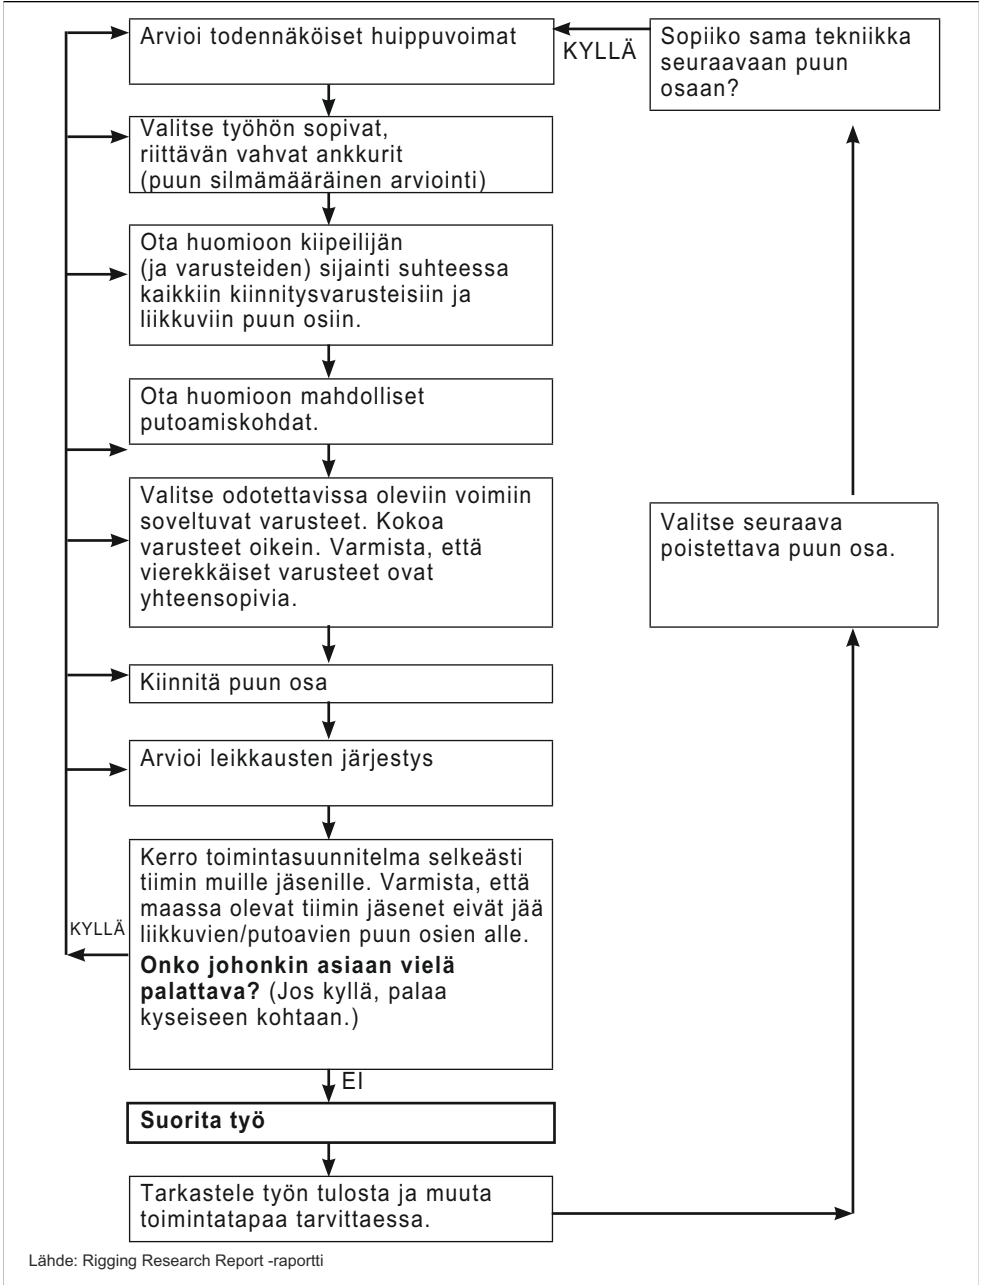 Arvioi todennäköiset huippuvoimat
KYLLÄ
Sopiiko sama tekniikka
seuraavaan puun
osaan?
Valitse työhön sopivat,
riittävän vahvat ankkurit
(puun silmämääräinen arviointi)
Ota huomioon kiipeilijän
(ja varusteiden) sijainti suhteessa
kaikkiin kiinnitysvarusteisiin ja
liikkuviin puun osiin.
Ota huomioon mahdolliset
putoamiskohdat.
Valitse odotettavissa oleviin voimiin
soveltuvat varusteet. Kokoa
varusteet oikein. Varmista, että
vierekkäiset varusteet ovat
yhteensopivia.
Valitse seuraava
poistettava puun osa.
Kiinnitä puun osa
Arvioi leikkausten järjestys
Kerro toimintasuunnitelma selkeästi
tiimin muille jäsenille. Varmista, että
maassa olevat tiimin jäsenet eivät jää
liikkuvien/putoavien puun osien alle.
Onko johonkin asiaan vielä
palattava? (Jos kyllä, palaa
kyseiseen kohtaan.)
KYLLÄ
EI
Suorita työ
Tarkastele työn tulosta ja muuta
toimintatapaa tarvittaessa.
Lähde: Rigging Research Report -raportti